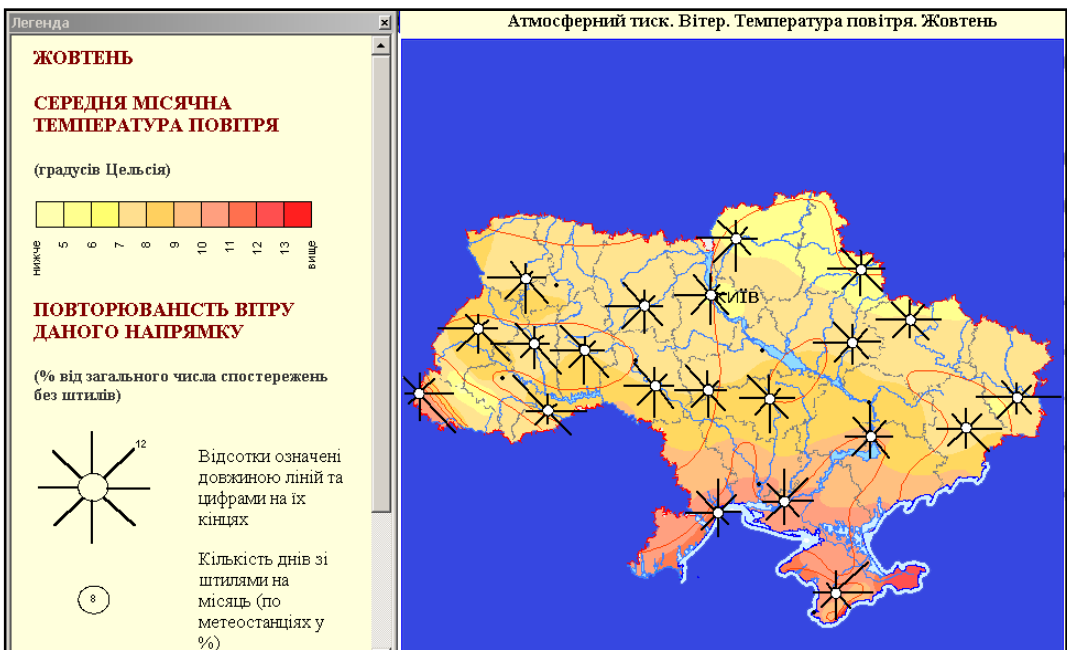 Легенда
ЖОВТЕНЬ
СЕРЕДНЯ МІСЯЧНА
ТЕМПЕРАТУРА ПОВІТРЯ
(градусів Цельсія)
нижче 5 6 7 8 9 10 11 12 13 вище
ПОВТОРЮВАНІСТЬ ВІТРУ
ДАНОГО НАПРЯМКУ
(% від загального числа спостережень
без штилів)
12
Відсотки означені
довжиною ліній та
цифрами на їх
кінцях
Кількість днів зі
штилями на
місяць (по
метеостанціях у
%)
8
Атмосферний тиск. Вітер. Температура повітря. Жовтень
КИЇВ